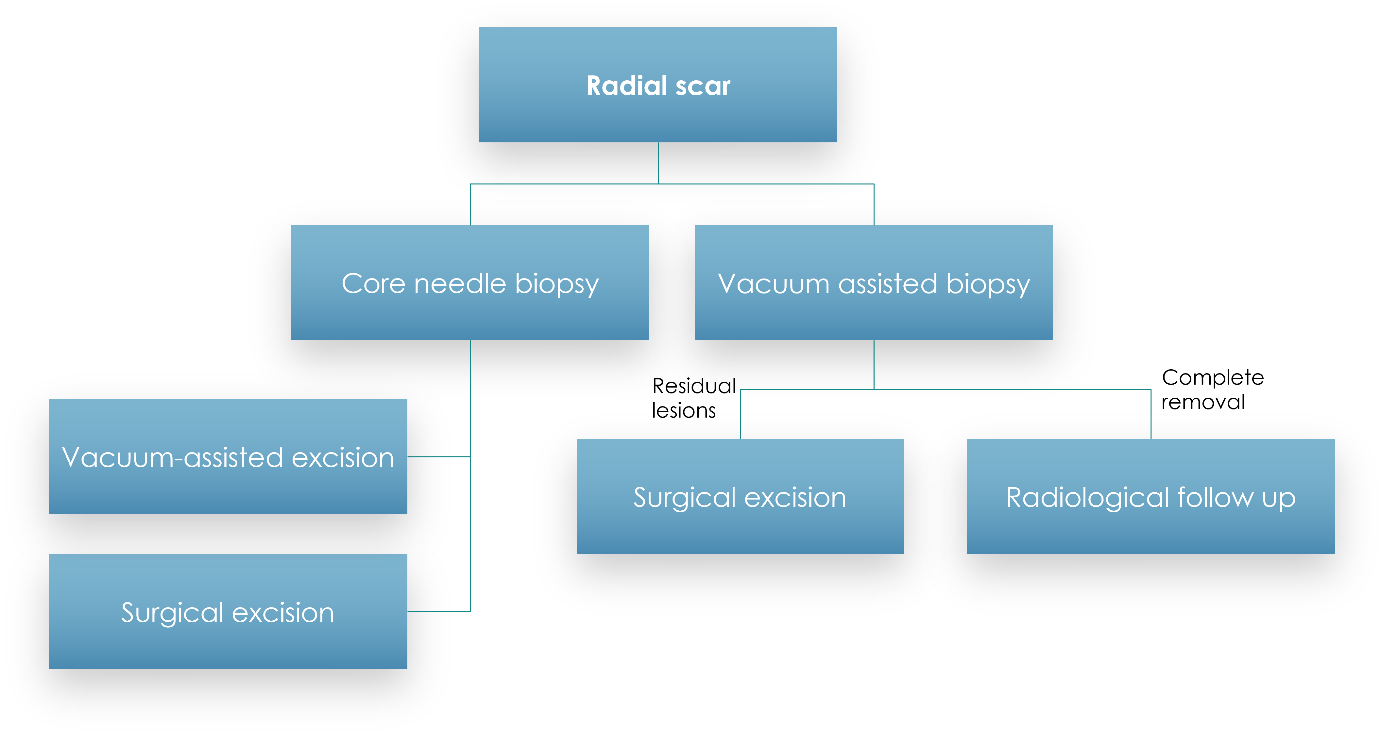 Radial scar
Core needle biopsy
Vacuum assisted biopsy
Residual
lesions
Complete
removal
Vacuum-assisted excision
Surgical excision
Radiological follow up
Surgical excision